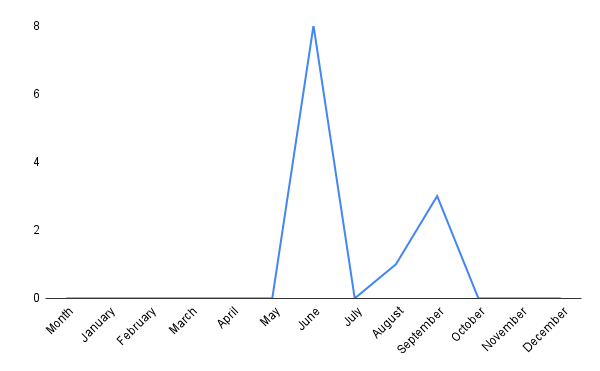 8
6
4
2
0
Month
January
February
March
April
May
June
July
August
September
October
November
December